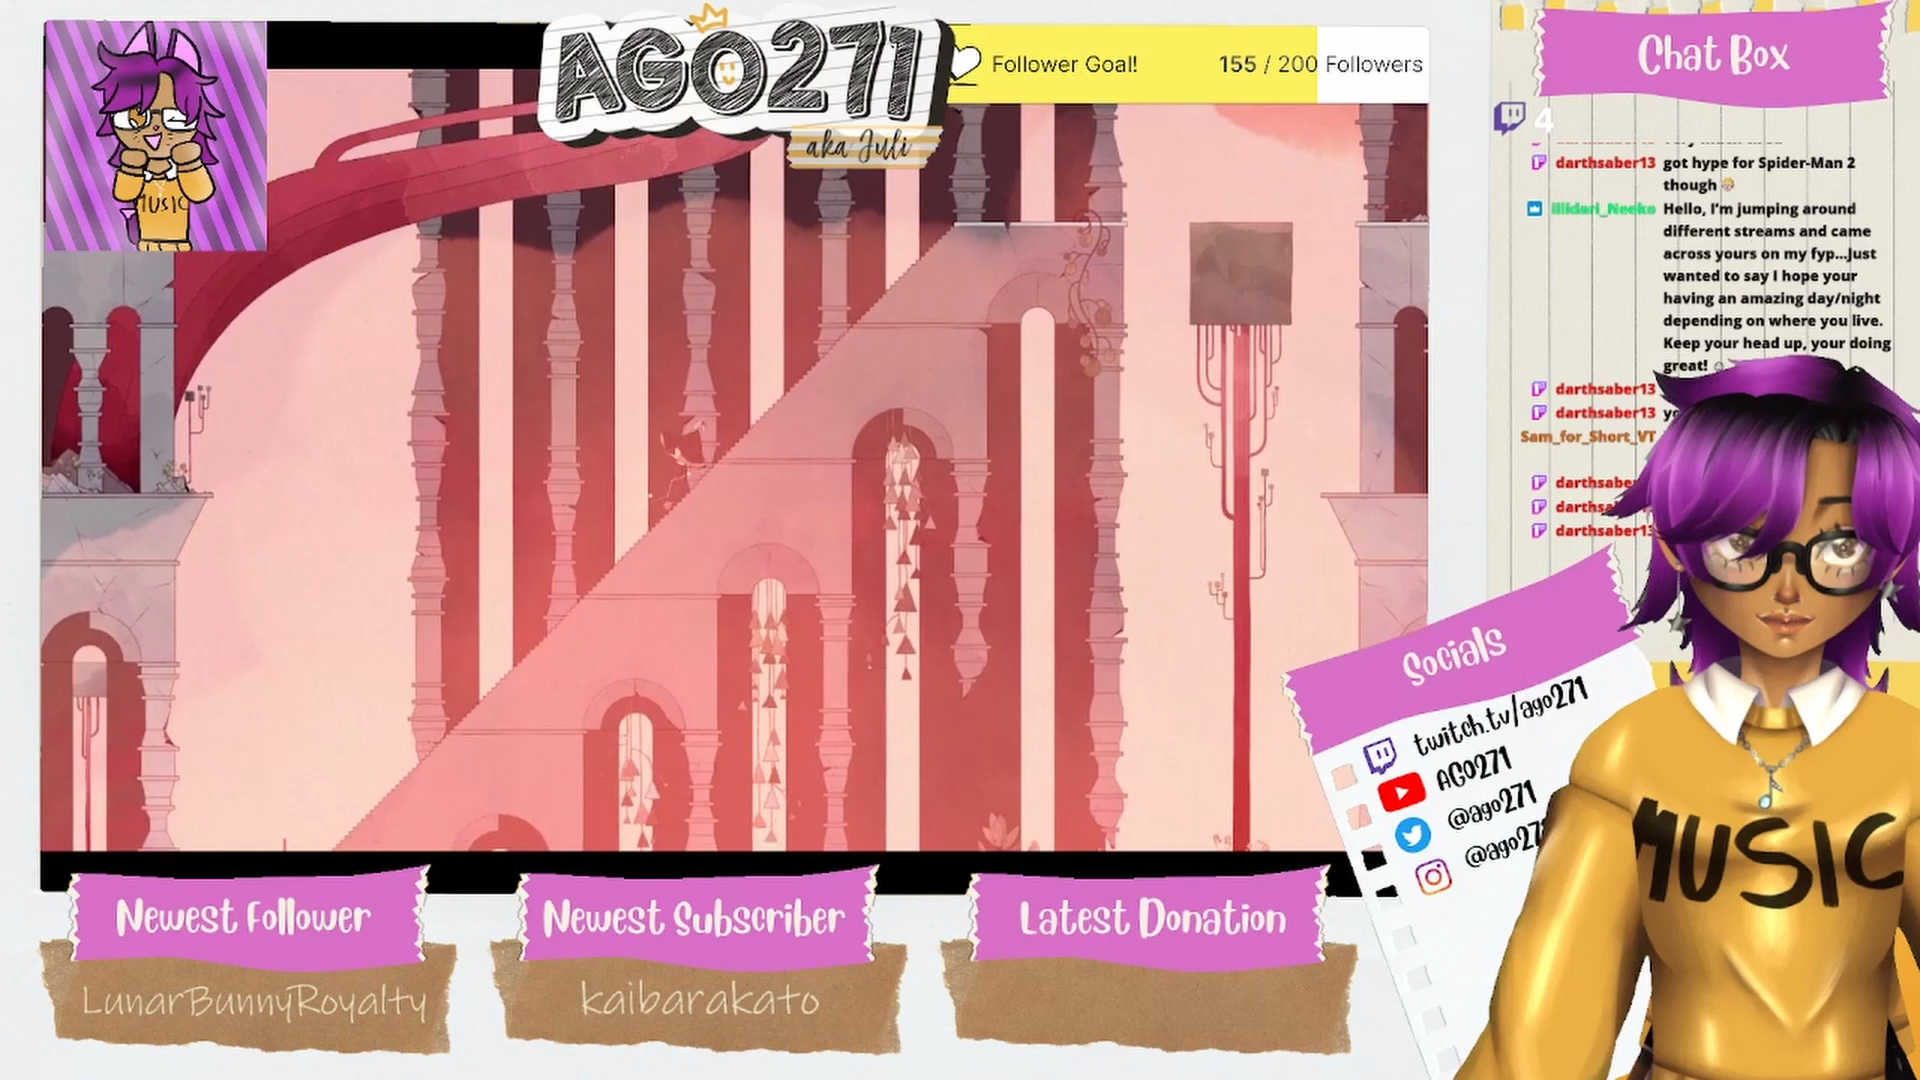 MUSIC
AGO271
aka Juli
Follower Goal!
155 / 200 Followers
Chat Box
4
darthsaber13 got hype for Spider-Man 2
though
illidari_Neeko Hello, I'm jumping around
different streams and came
across yours on my fyp...Just
wanted to say I hope your
having an amazing day/night
depending on where you live.
Keep your head up, your doing
great!
darthsaber13
darthsaber13
Sam_for_Short_VT
Socials
twitch.tv/ago271
AGO271
@ago271
MUSIC
Newest Follower
Newest Subscriber
Latest Donation
LunarBunnyRoyalty
kaibarakato